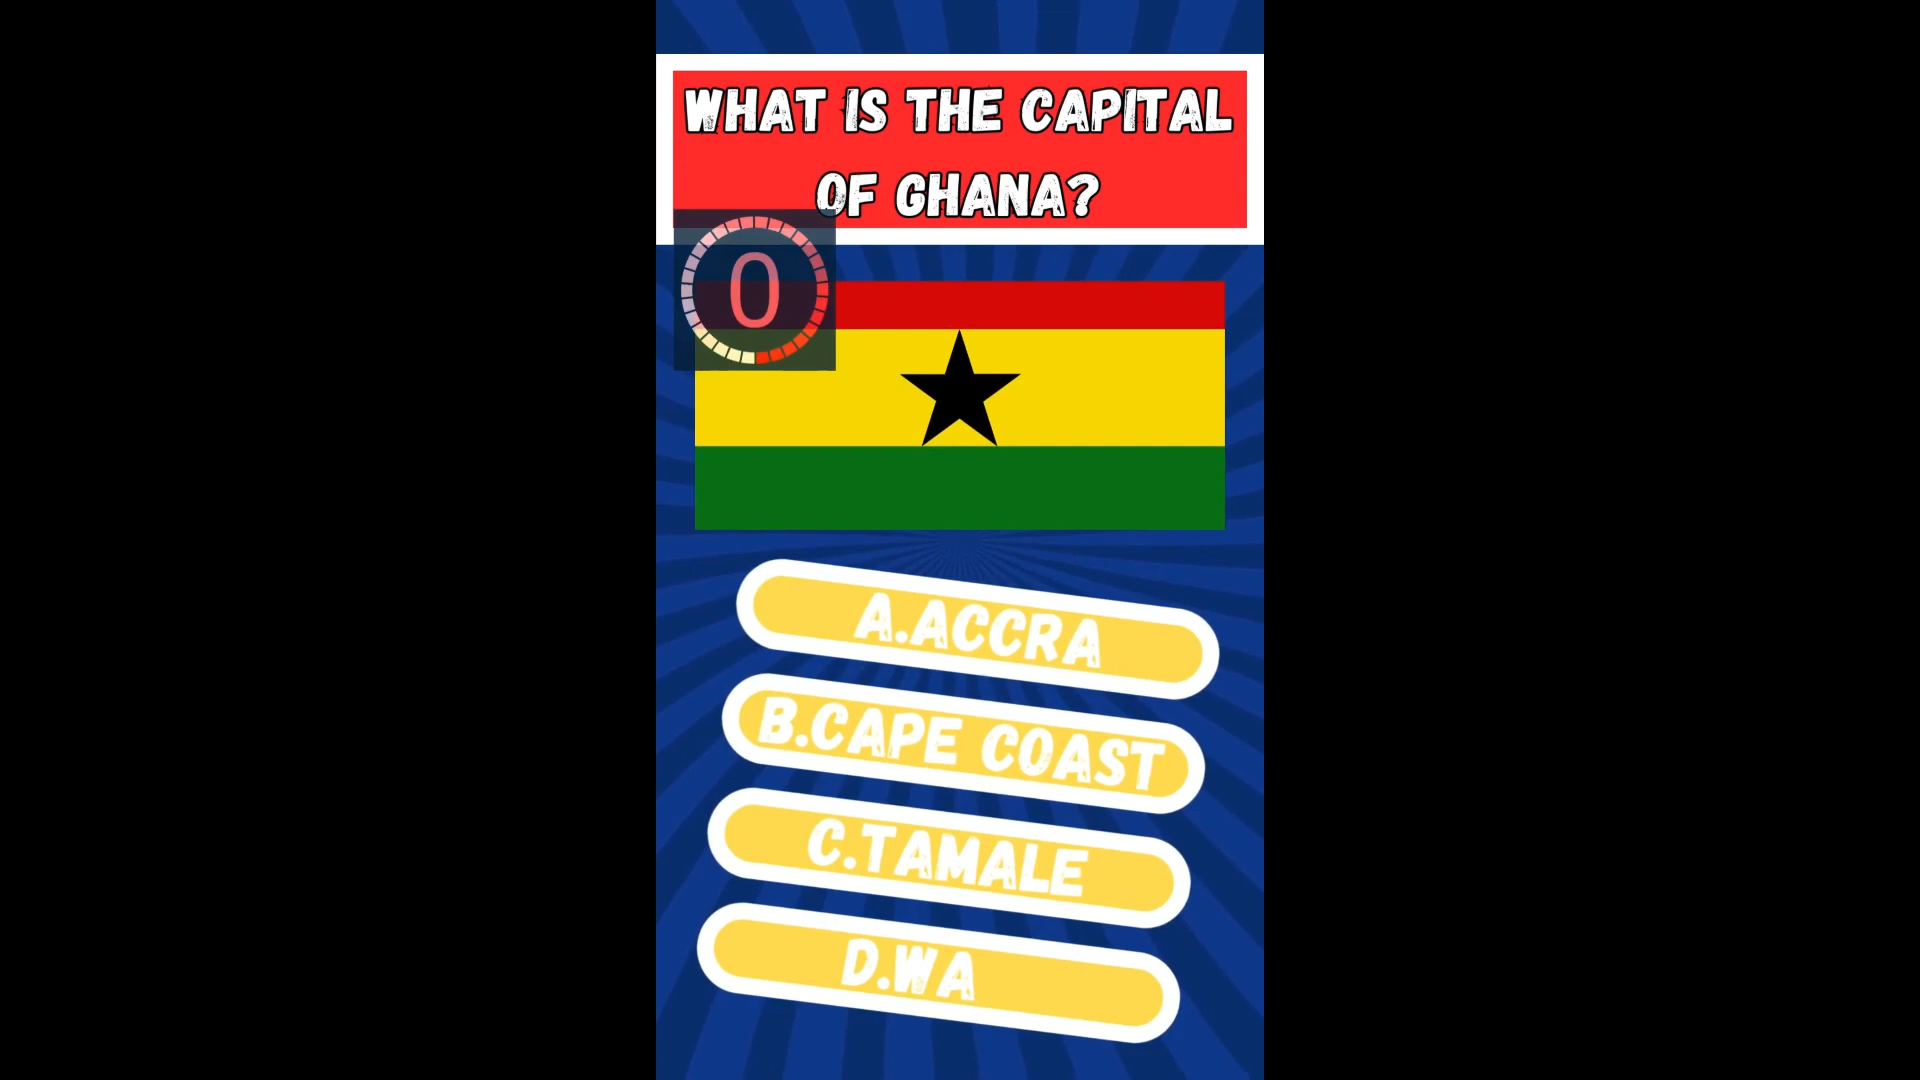 WHAT IS THE CAPITAL
OF GHANA?
0
A.ACCRA
B.CAPE COAST
C.TAMALE
D.WA